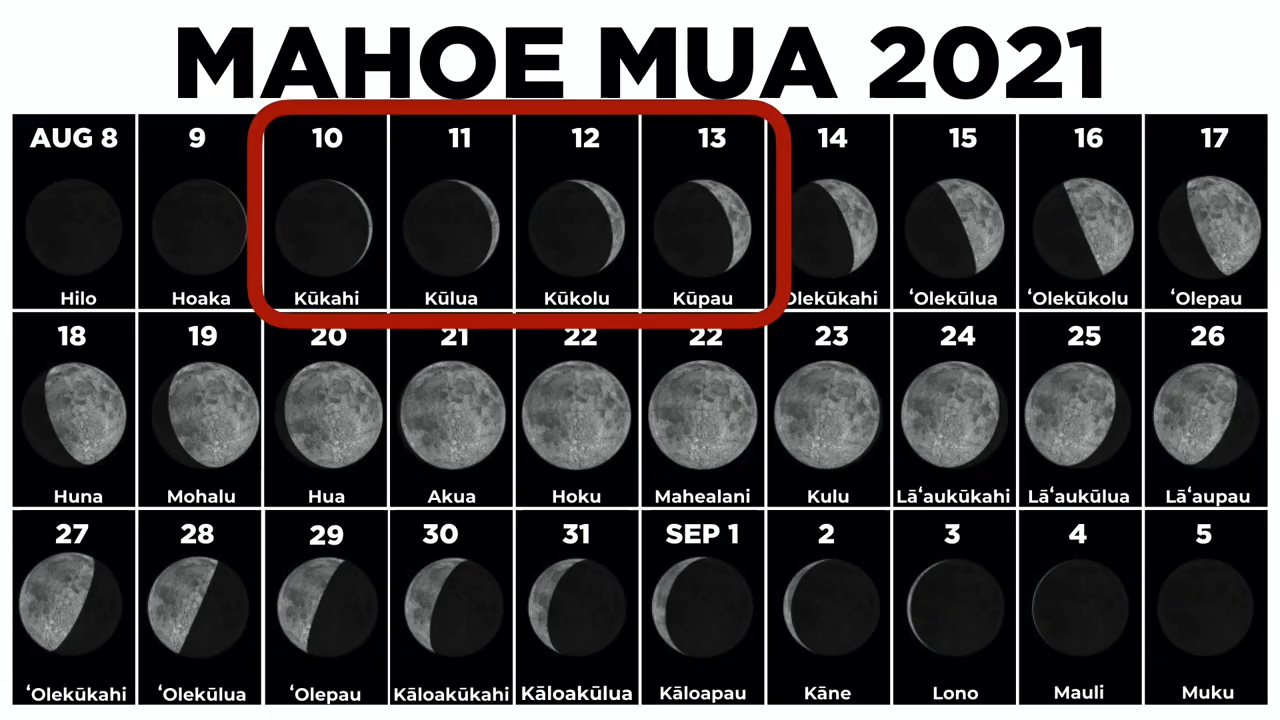 MAHOE MUA 2021
AUG 8 9 10 11 12 13 14 15 16 17
Hilo Hoaka Kūkahi Kūlua Kūkolu Kūpau Olekūkahi ʻOlekūlua ʻOlekūkolu ʻOlepau
18 19 20 21 22 22 23 24 25 26
Huna Mohalu Hua Akua Hoku Mahealani Kulu Lāʻaukūkahi Lāʻaukūlua Lāʻaupau
27 28 29 30 31 SEP 1 2 3 4 5
ʻOlekūkahi ʻOlekūlua ʻOlepau Kāloakūkahi Kāloakūlua Kāloapau Kāne Lono Mauli Muku